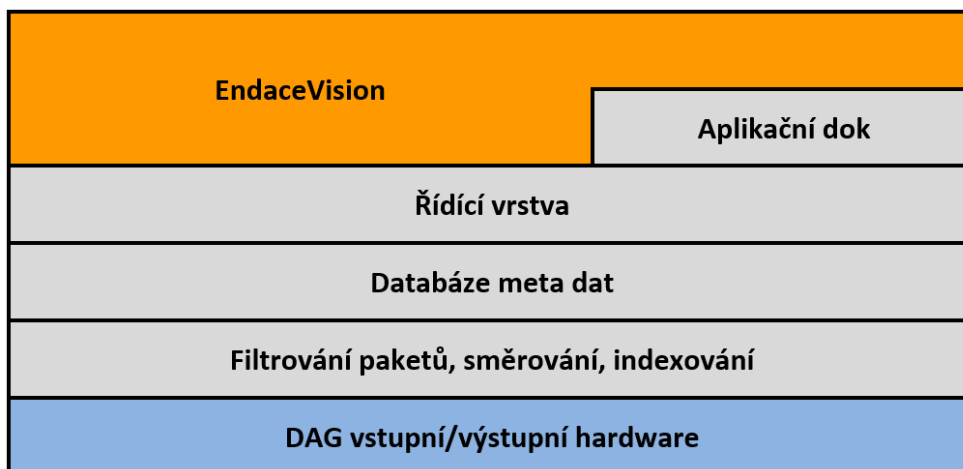 EndaceVision
Aplikační dok
Řídící vrstva
Databáze meta dat
Filtrování paketů, směrování, indexování
DAG vstupní/výstupní hardware